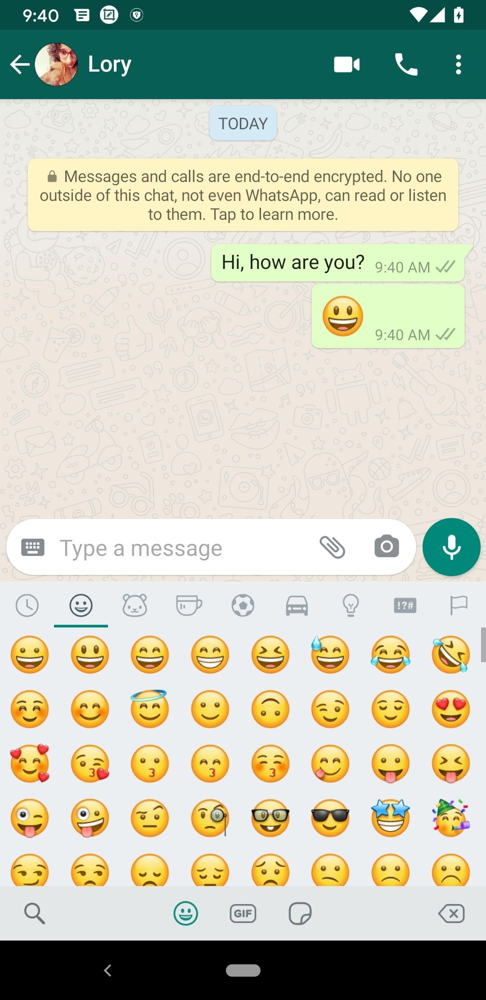 9:40
Lory
TODAY
Messages and calls are end-to-end encrypted. No one
outside of this chat, not even WhatsApp, can read or listen
to them. Tap to learn more.
Hi, how are you? 9:40 AM
😃 9:40 AM
Type a message
!?#
GIF